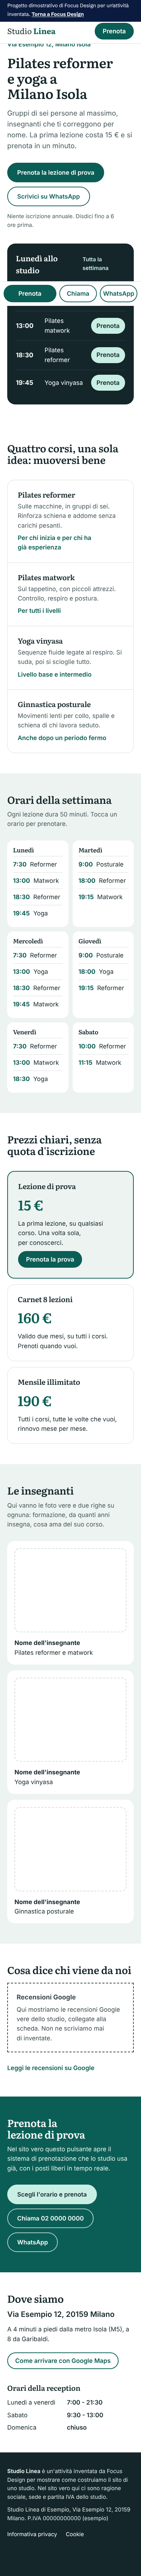 Progetto dimostrativo di Focus Design per un'attività
inventata. Torna a Focus Design
Studio Linea
Prenota
Via Esempio 12, Milano Isola
Pilates reformer
e yoga a
Milano Isola
Gruppi di sei persone al massimo,
insegnanti che ti correggono per
nome. La prima lezione costa 15 € e si
prenota in un minuto.
Prenota la lezione di prova
Scrivici su WhatsApp
Niente iscrizione annuale. Disdici fino a 6
ore prima.
Lunedì allo
studio
Tutta la
settimana
Prenota
Chiama
WhatsApp
13:00
Pilates
matwork
Prenota
18:30
Pilates
reformer
Prenota
19:45
Yoga vinyasa
Prenota
Quattro corsi, una sola
idea: muoversi bene
Pilates reformer
Sulle macchine, in gruppi di sei.
Rinforza schiena e addome senza
carichi pesanti.
Per chi inizia e per chi ha
già esperienza
Pilates matwork
Sul tappetino, con piccoli attrezzi.
Controllo, respiro e postura.
Per tutti i livelli
Yoga vinyasa
Sequenze fluide legate al respiro. Si
suda, poi si scioglie tutto.
Livello base e intermedio
Ginnastica posturale
Movimenti lenti per collo, spalle e
schiena di chi lavora seduto.
Anche dopo un periodo fermo
Orari della settimana
Ogni lezione dura 50 minuti. Tocca un
orario per prenotare.
Lunedì
7:30 Reformer
13:00 Matwork
18:30 Reformer
19:45 Yoga
Martedì
9:00 Posturale
18:00 Reformer
19:15 Matwork
Mercoledì
7:30 Reformer
13:00 Yoga
18:30 Reformer
19:45 Matwork
Giovedì
9:00 Posturale
18:00 Yoga
19:15 Reformer
Venerdì
7:30 Reformer
13:00 Matwork
18:30 Yoga
Sabato
10:00 Reformer
11:15 Matwork
Prezzi chiari, senza
quota d'iscrizione
Lezione di prova
15 €
La prima lezione, su qualsiasi
corso. Una volta sola,
per conoscerci.
Prenota la prova
Carnet 8 lezioni
160 €
Valido due mesi, su tutti i corsi.
Prenoti quando vuoi.
Mensile illimitato
190 €
Tutti i corsi, tutte le volte che vuoi,
rinnovo mese per mese.
Le insegnanti
Qui vanno le foto vere e due righe su
ognuna: formazione, da quanti anni
insegna, cosa ama del suo corso.
Nome dell'insegnante
Pilates reformer e matwork
Nome dell'insegnante
Yoga vinyasa
Nome dell'insegnante
Ginnastica posturale
Cosa dice chi viene da noi
Recensioni Google
Qui mostriamo le recensioni Google
vere dello studio, collegate alla
scheda. Non ne scriviamo mai
di inventate.
Leggi le recensioni su Google
Prenota la
lezione di prova
Nel sito vero questo pulsante apre il
sistema di prenotazione che lo studio usa
già, con i posti liberi in tempo reale.
Scegli l'orario e prenota
Chiama 02 0000 0000
WhatsApp
Dove siamo
Via Esempio 12, 20159 Milano
A 4 minuti a piedi dalla metro Isola (M5), a
8 da Garibaldi.
Come arrivare con Google Maps
Orari della reception
Lunedì a venerdì 7:00 - 21:30
Sabato 9:30 - 13:00
Domenica chiuso
Studio Linea è un'attività inventata da Focus
Design per mostrare come costruiamo il sito di
uno studio. Nel sito vero qui ci sono ragione
sociale, sede e partita IVA dello studio.
Studio Linea di Esempio, Via Esempio 12, 20159
Milano. P.IVA 00000000000 (esempio)
Informativa privacy Cookie